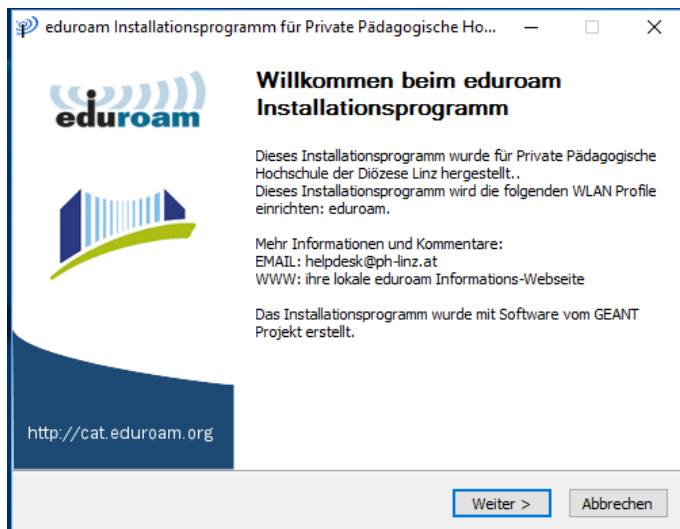 eduroam Installationsprogramm für Private Pädagogische Ho...
eduroam
Willkommen beim eduroam
Installationsprogramm
Dieses Installationsprogramm wurde für Private Pädagogische
Hochschule der Diözese Linz hergestellt..
Dieses Installationsprogramm wird die folgenden WLAN Profile
einrichten: eduroam.
Mehr Informationen und Kommentare:
EMAIL: helpdesk@ph-linz.at
WWW: ihre lokale eduroam Informations-Webseite
Das Installationsprogramm wurde mit Software vom GEANT
Projekt erstellt.
http://cat.eduroam.org
Weiter >
Abbrechen